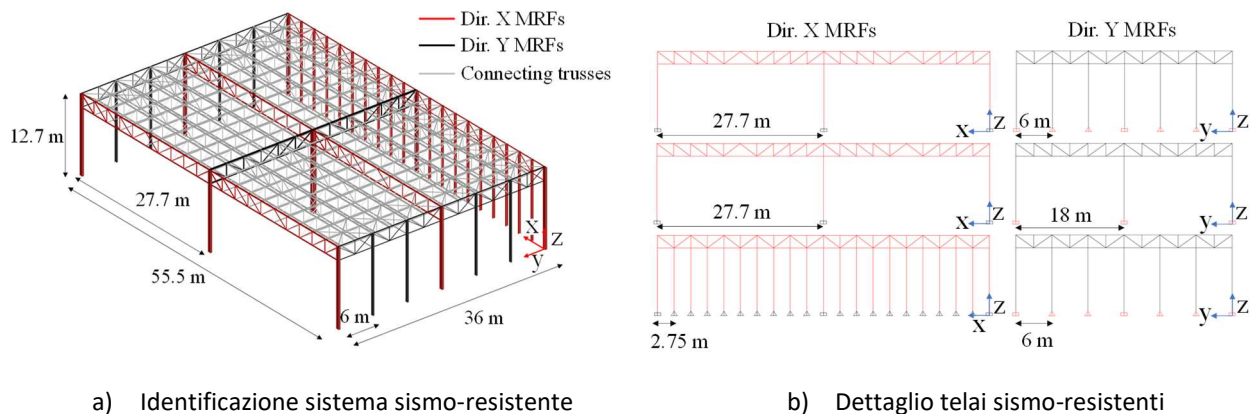 Dir. X MRFs
Dir. Y MRFs
Connecting trusses
12.7 m
27.7 m
55.5 m
6 m
36 m
X
Z
y
Dir. X MRFs
Dir. Y MRFs
27.7 m
X
Z
6 m
y
Z
27.7 m
X
Z
18 m
y
Z
2.75 m
X
Z
6 m
y
Z
a) Identificazione sistema sismo-resistente
b) Dettaglio telai sismo-resistenti